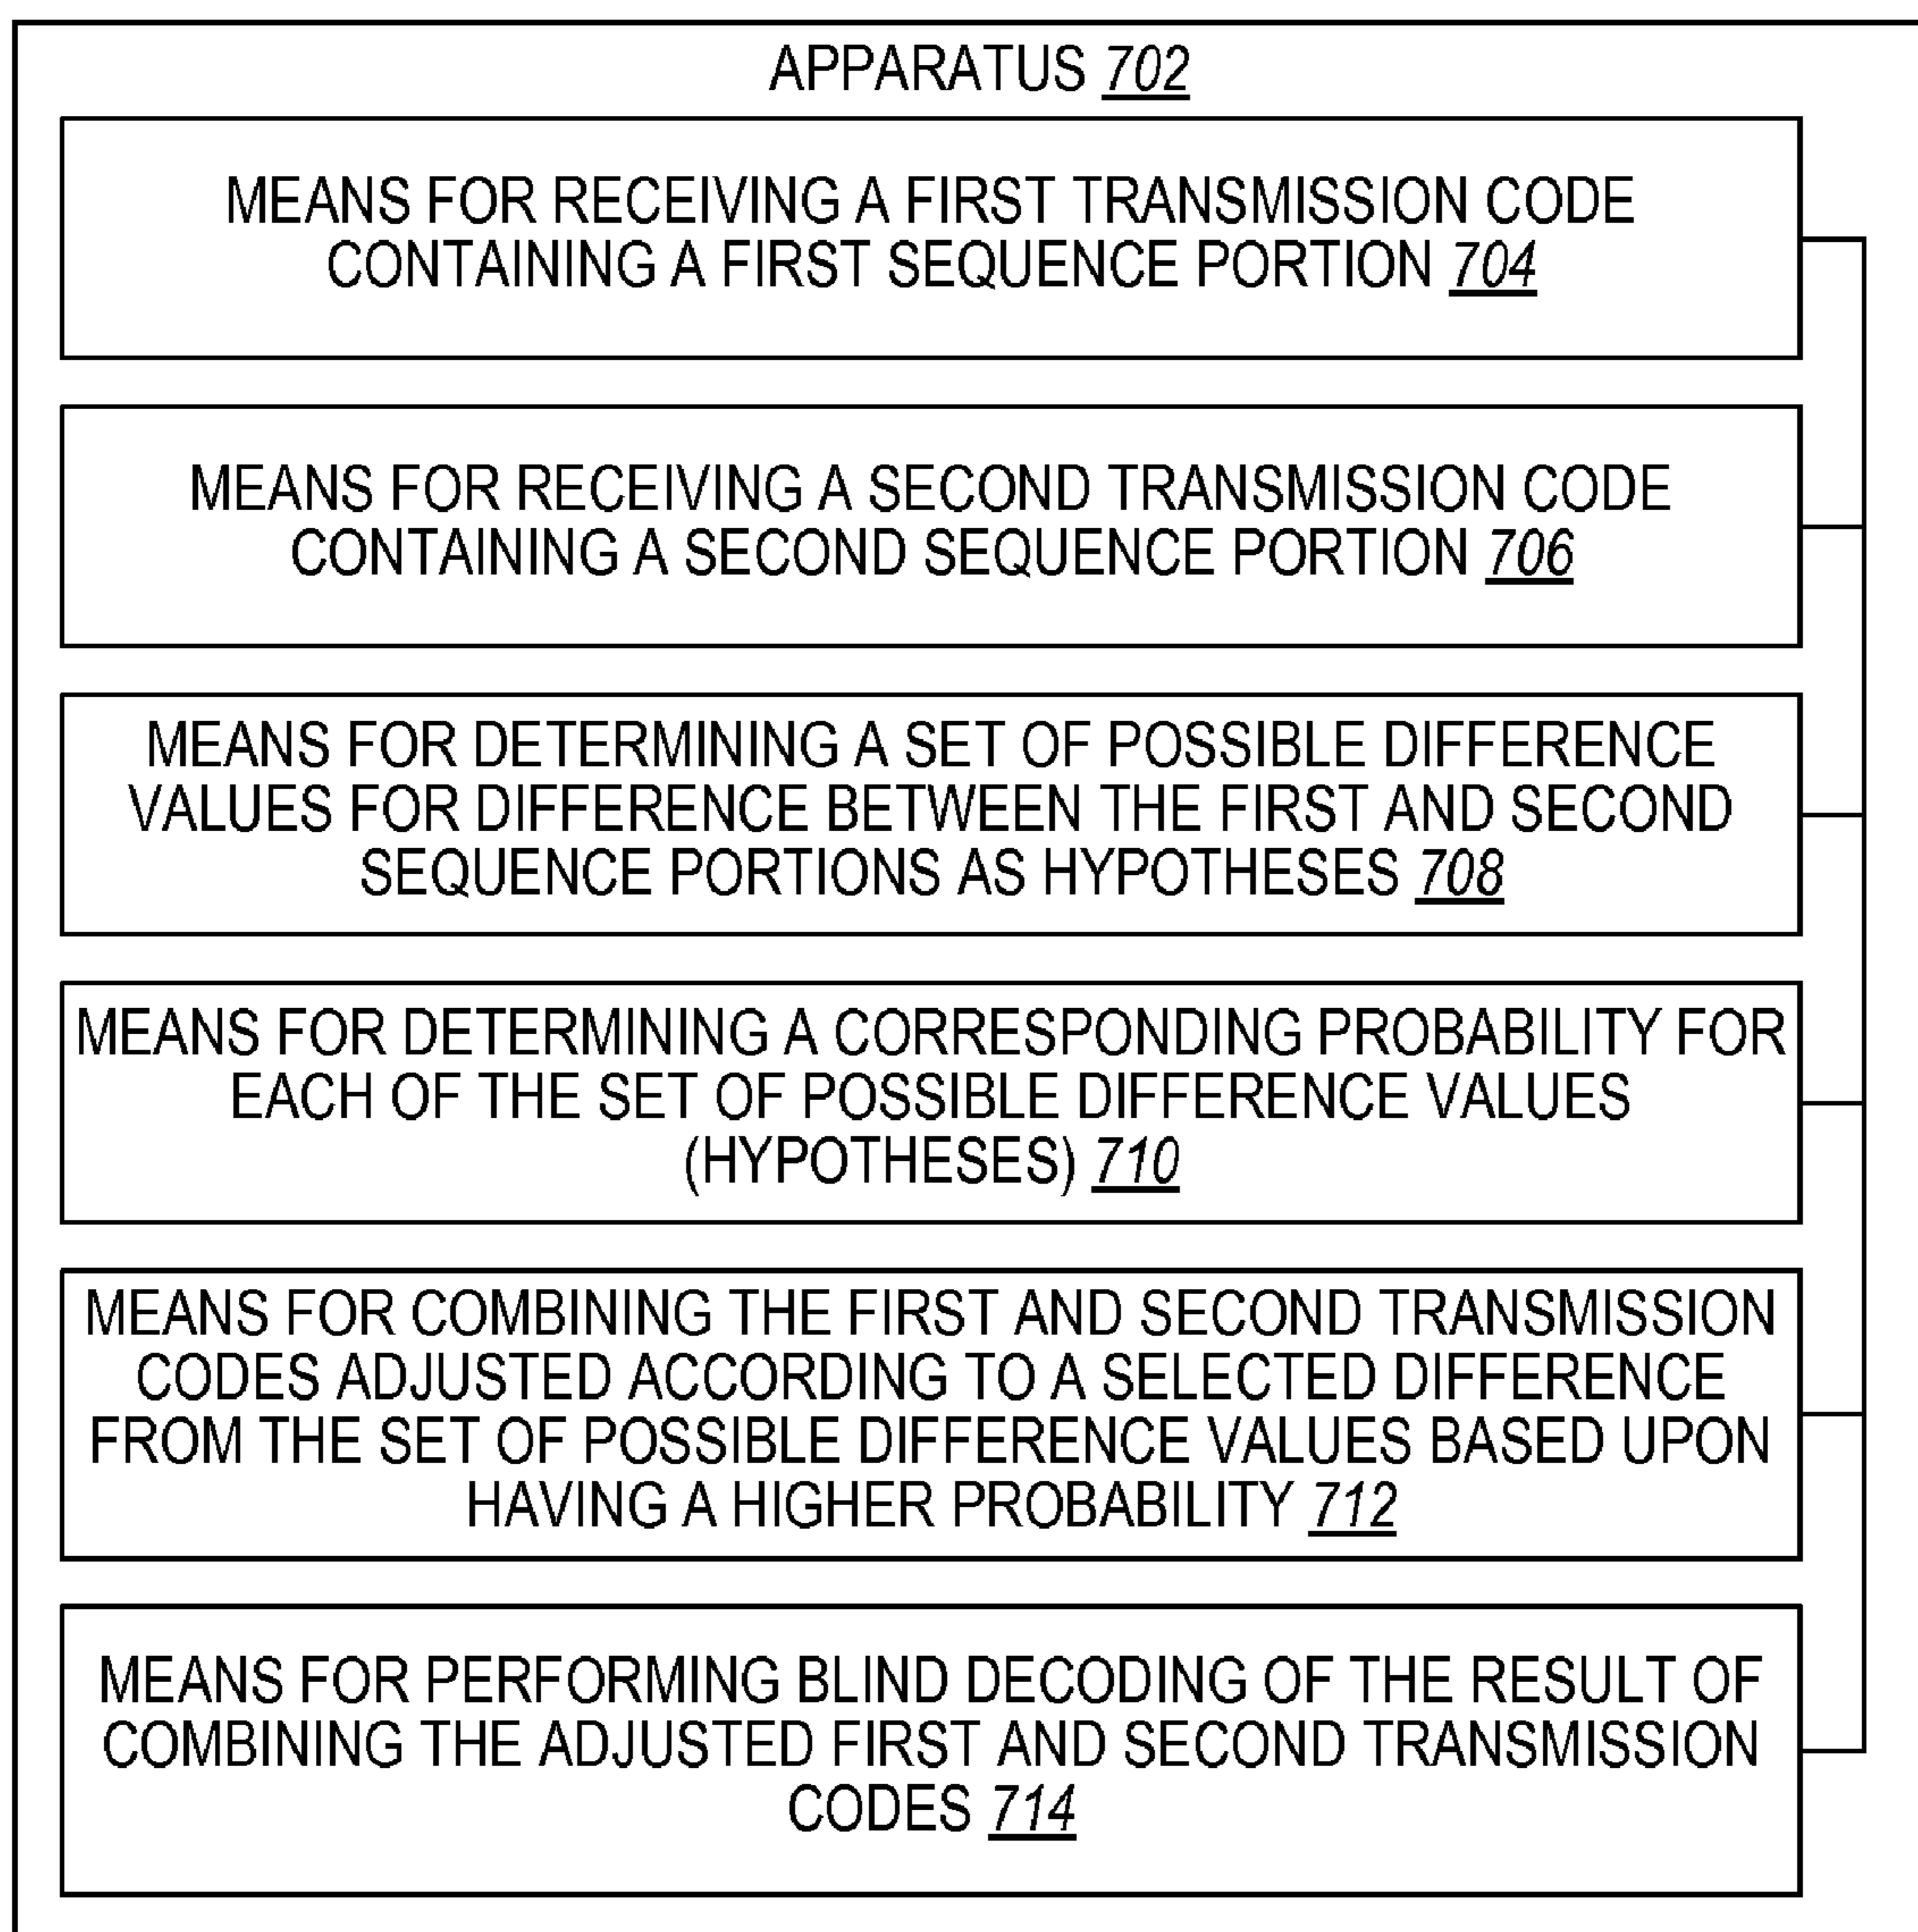 APPARATUS 702
MEANS FOR RECEIVING A FIRST TRANSMISSION CODE
CONTAINING A FIRST SEQUENCE PORTION 704
MEANS FOR RECEIVING A SECOND TRANSMISSION CODE
CONTAINING A SECOND SEQUENCE PORTION 706
MEANS FOR DETERMINING A SET OF POSSIBLE DIFFERENCE
VALUES FOR DIFFERENCE BETWEEN THE FIRST AND SECOND
SEQUENCE PORTIONS AS HYPOTHESES 708
MEANS FOR DETERMINING A CORRESPONDING PROBABILITY FOR
EACH OF THE SET OF POSSIBLE DIFFERENCE VALUES
(HYPOTHESES) 710
MEANS FOR COMBINING THE FIRST AND SECOND TRANSMISSION
CODES ADJUSTED ACCORDING TO A SELECTED DIFFERENCE
FROM THE SET OF POSSIBLE DIFFERENCE VALUES BASED UPON
HAVING A HIGHER PROBABILITY 712
MEANS FOR PERFORMING BLIND DECODING OF THE RESULT OF
COMBINING THE ADJUSTED FIRST AND SECOND TRANSMISSION
CODES 714